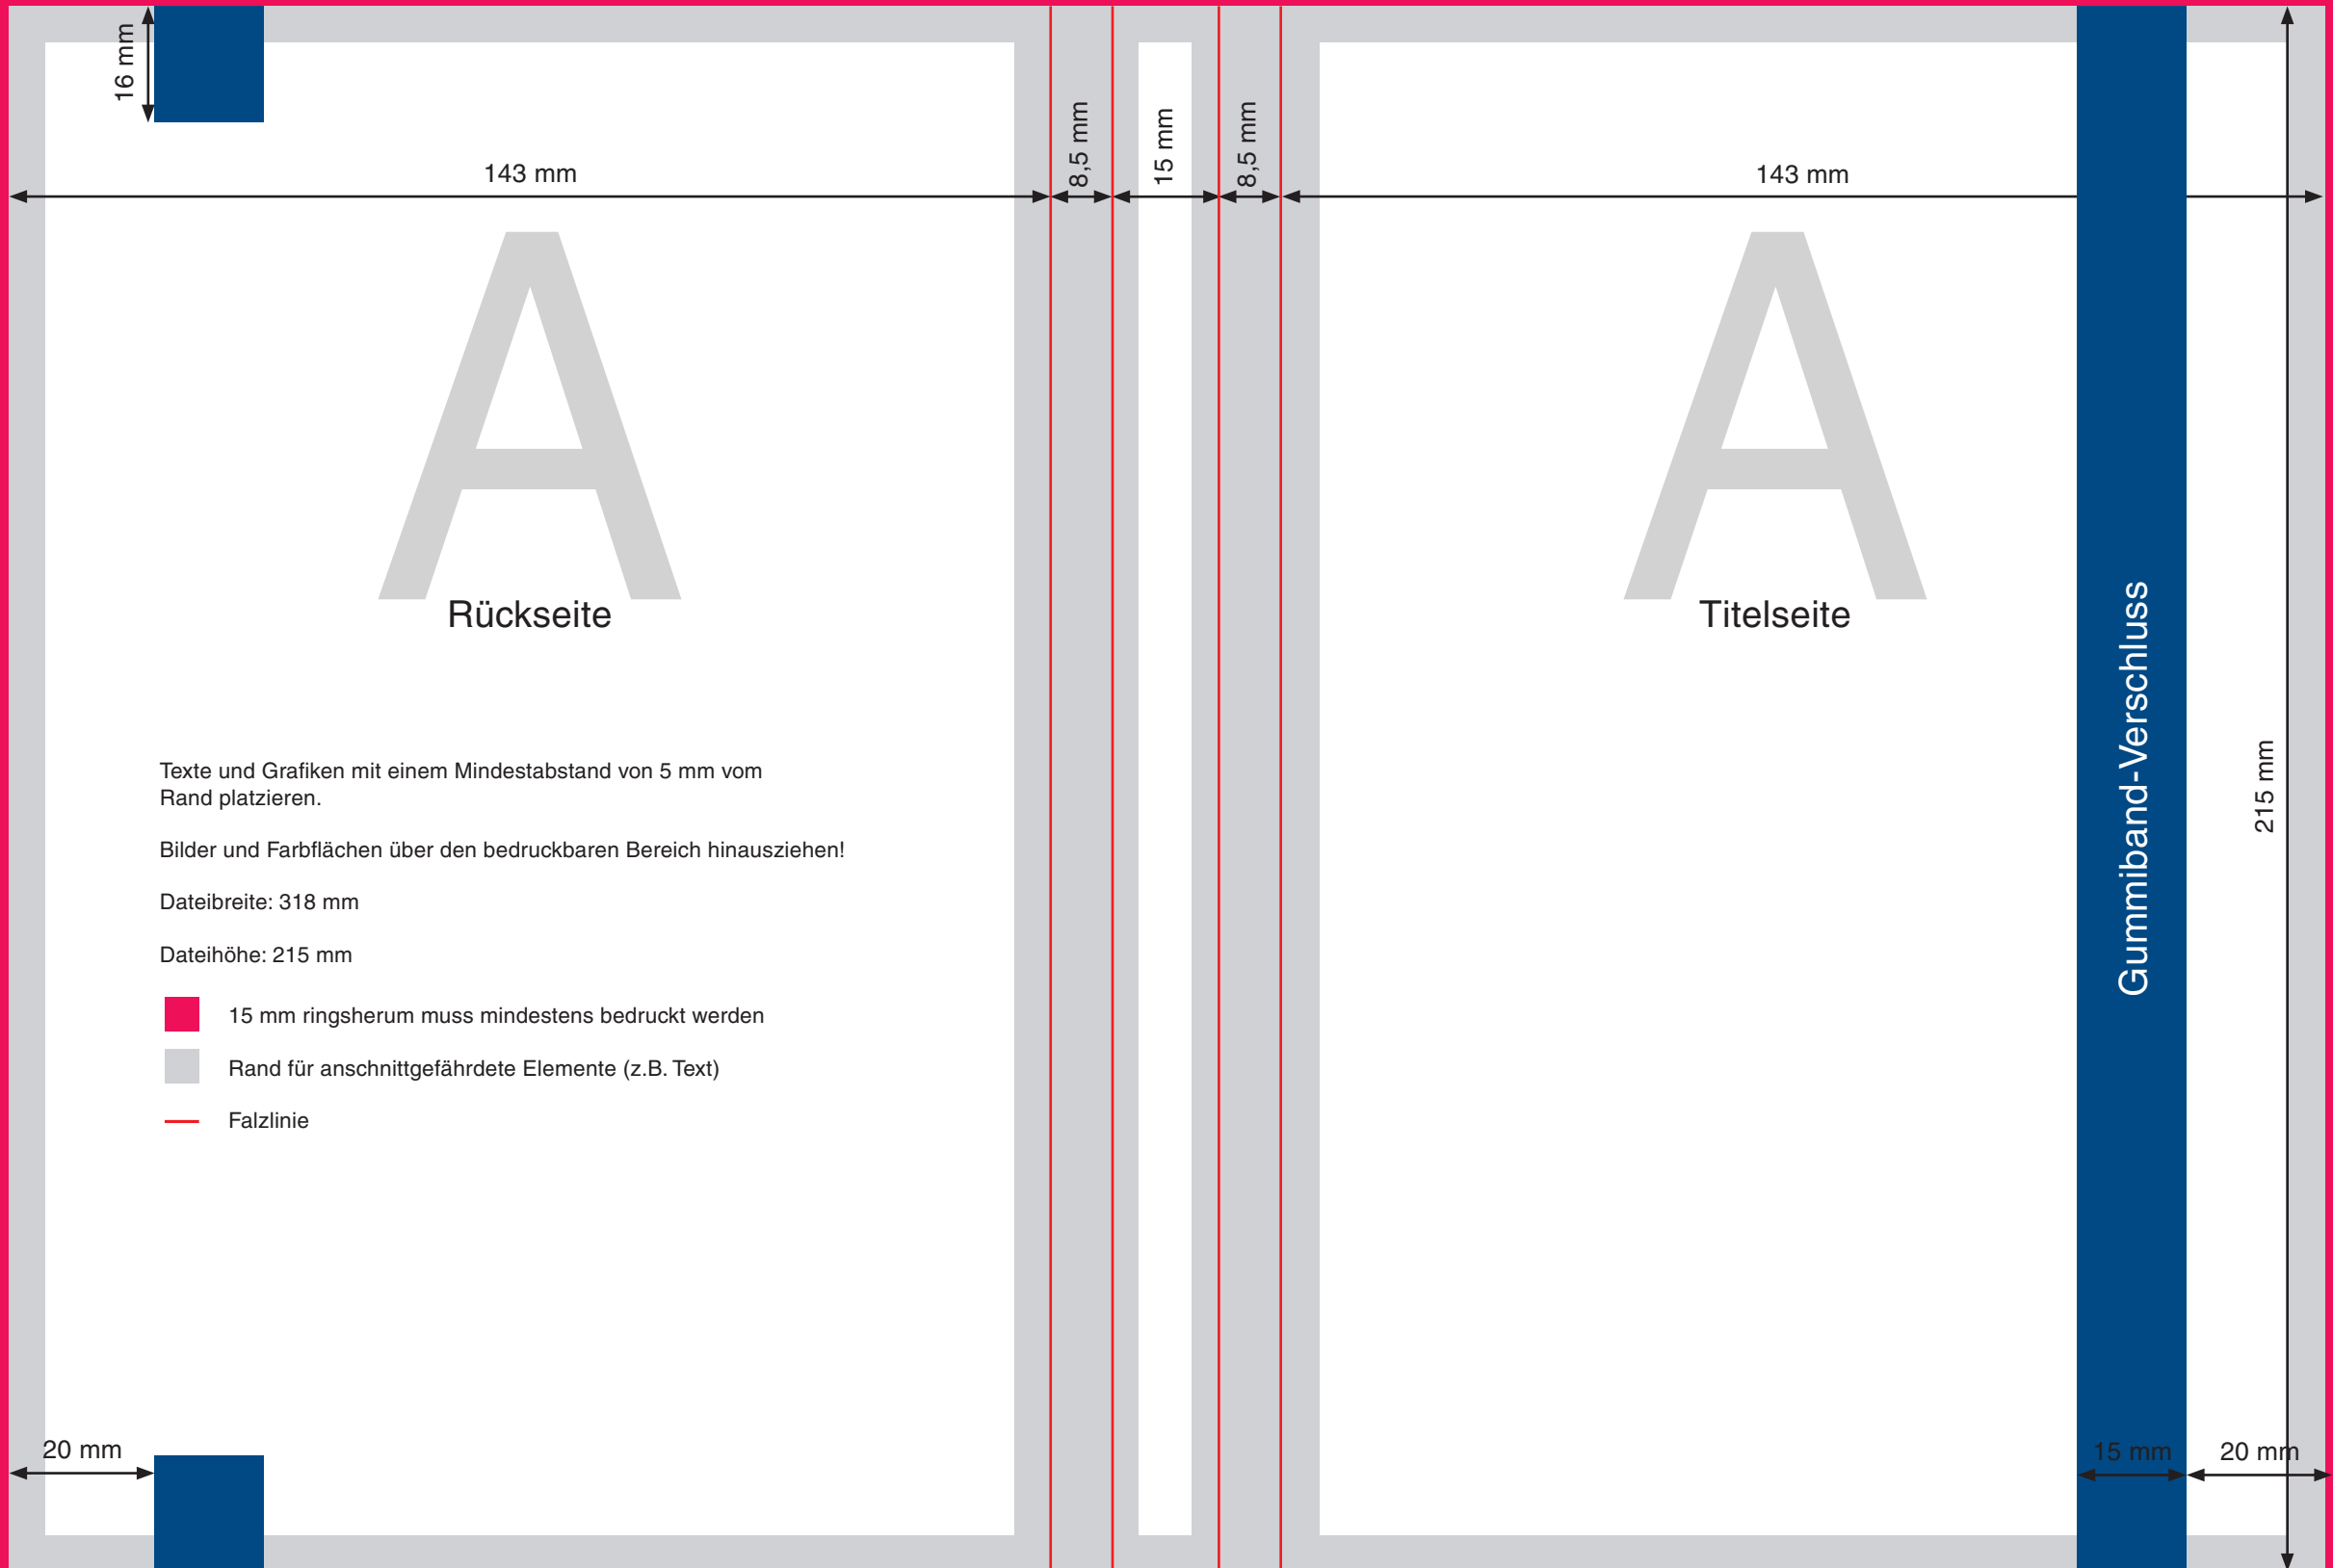 16 mm
143 mm
8,5 mm
15 mm
8,5 mm
143 mm
A
Rückseite
A
Titelseite
Gummiband-Verschluss
215 mm
Texte und Grafiken mit einem Mindestabstand von 5 mm vom
Rand platzieren.
Bilder und Farbflächen über den bedruckbaren Bereich hinausziehen!
Dateibreite: 318 mm
Dateihöhe: 215 mm
15 mm ringsherum muss mindestens bedruckt werden
Rand für anschnittgefährdete Elemente (z.B. Text)
Falzlinie
20 mm
15 mm
20 mm